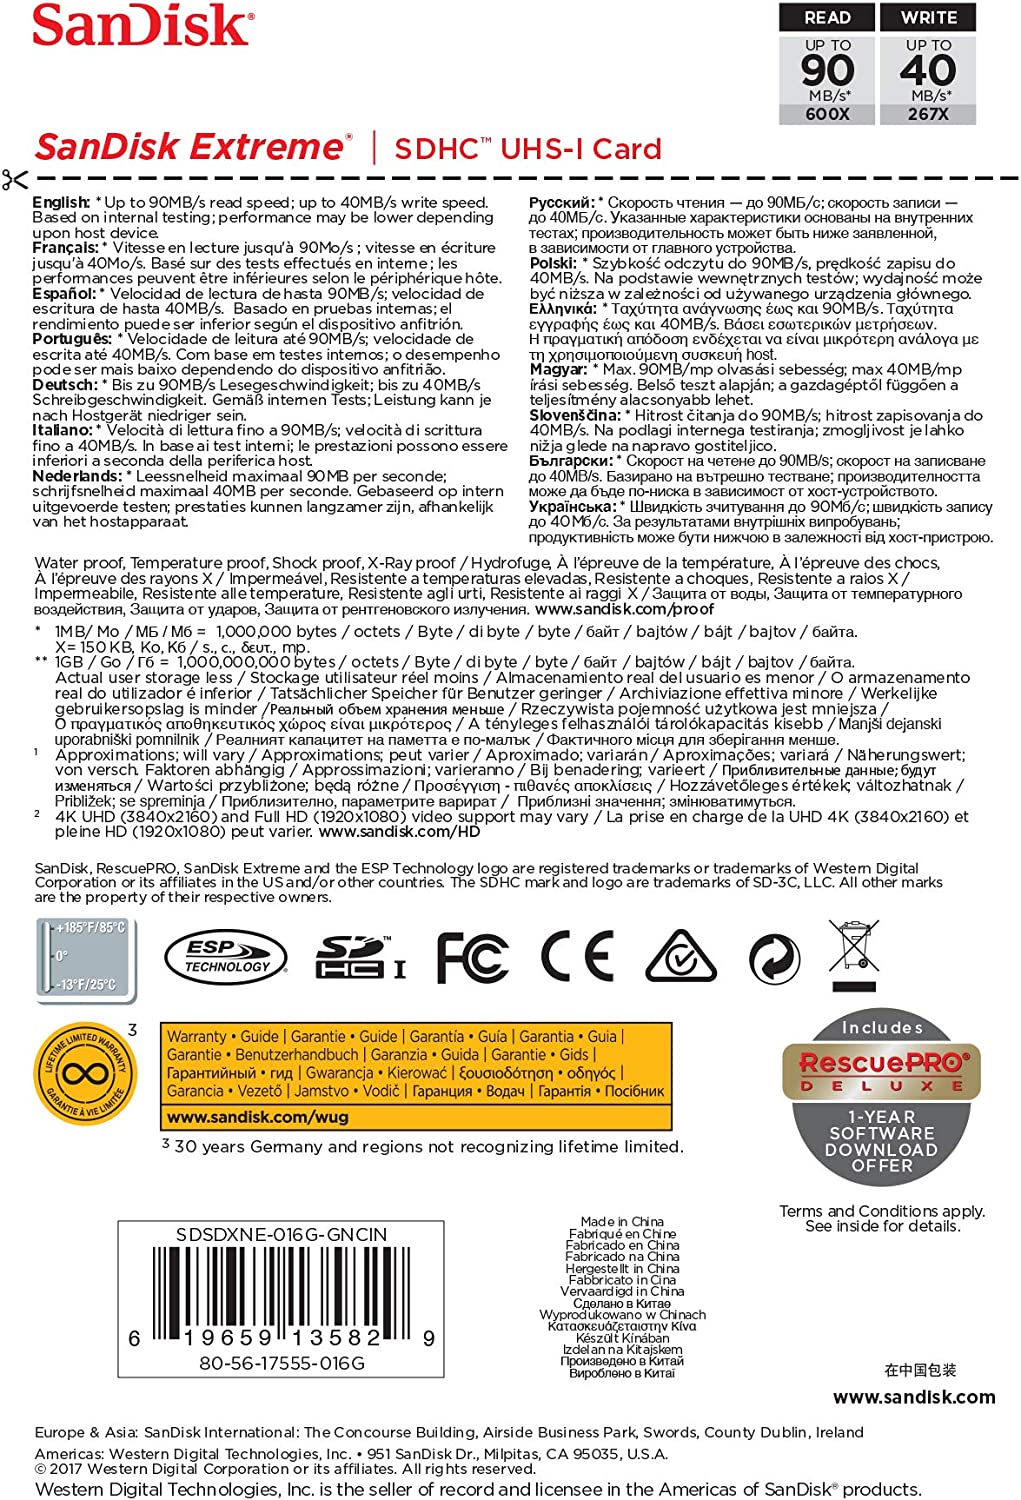 SanDisk®
READ WRITE
UP TO UP TO
90 40
MB/s* MB/s*
600X 267X
SanDisk Extreme® | SDHC™ UHS-I Card
English: * Up to 90MB/s read speed; up to 40MB/s write speed.
Based on internal testing; performance may be lower depending
upon host device.
Français: * Vitesse en lecture jusqu'à 90Mo/s ; vitesse en écriture
jusqu'à 40Mo/s. Basé sur des tests effectués en interne ; les
performances peuvent être inférieures selon le périphérique hôte.
Español: * Velocidad de lectura de hasta 90MB/s; velocidad de
escritura de hasta 40MB/s. Basado en pruebas internas; el
rendimiento puede ser inferior según el dispositivo anfitrión.
Português: * Velocidade de leitura até 90MB/s; velocidade de
escrita até 40MB/s. Com base em testes internos; o desempenho
pode ser mais baixo dependendo do dispositivo anfitrião.
Deutsch: * Bis zu 90MB/s Lesegeschwindigkeit; bis zu 40MB/s
Schreibgeschwindigkeit. Gemäß internen Tests; Leistung kann je
nach Hostgerät niedriger sein.
Italiano: * Velocità di lettura fino a 90MB/s; velocità di scrittura
fino a 40MB/s. In base ai test interni; le prestazioni possono essere
inferiori a seconda della periferica host.
Nederlands: * Leessnelheid maximaal 90MB per seconde;
schrijfsnelheid maximaal 40MB per seconde. Gebaseerd op intern
uitgevoerde testen; prestaties kunnen langzamer zijn, afhankelijk
van het hostapparaat.
Русский: * Скорость чтения — до 90МБ/с; скорость записи —
до 40МБ/с. Указанные характеристики основаны на внутренних
тестах; производительность может быть ниже заявленной,
в зависимости от главного устройства.
Polski: * Szybkość odczytu do 90MB/s, prędkość zapisu do
40MB/s. Na podstawie wewnętrznych testów; wydajność może
być niższa w zależności od używanego urządzenia głównego.
Ελληνικά: * Ταχύτητα ανάγνωσης έως και 90MB/s. Ταχύτητα
εγγραφής έως και 40MB/s. Βάσει εσωτερικών μετρήσεων.
Η πραγματική απόδοση ενδέχεται να είναι μικρότερη ανάλογα με
τη χρησιμοποιούμενη συσκευή host.
Magyar: * Max. 90MB/mp olvasási sebesség; max 40MB/mp
írási sebesség. Belső teszt alapján; a gazdagéptől függően a
teljesítmény alacsonyabb lehet.
Slovenščina: * Hitrost čitanja do 90MB/s; hitrost zapisovanja do
40MB/s. Na podlagi internega testiranja; zmogljivost je lahko
nižja glede na napravo gostiteljico.
Български: * Скорост на четене до 90MB/s; скорост на записване
до 40MB/s. Базирано на вътрешно тестване; производителността
може да бъде по-ниска в зависимост от хост-устройството.
Українська: * Швидкість зчитування до 90Мб/с; швидкість запису
до 40Мб/с. За результатами внутрішніх випробувань;
продуктивність може бути нижчою в залежності від хост-пристрою.
Water proof, Temperature proof, Shock proof, X-Ray proof / Hydrofuge, À l'épreuve de la température, À l'épreuve des chocs,
À l'épreuve des rayons X / Impermeável, Resistente a temperaturas elevadas, Resistente a choques, Resistente a raios X /
Impermeabile, Resistente alle temperature, Resistente agli urti, Resistente ai raggi X / Защита от воды, Защита от температурного
воздействия, Защита от ударов, Защита от рентгеновского излучения. www.sandisk.com/proof
* 1MB/ Mo / МБ / Мб = 1,000,000 bytes / octets / Byte / di byte / byte / байт / bajtów / bájt / bajtov / байта.
X= 150 KB, Ko, Кб / s., c., δευτ., mp.
** 1GB / Go / Гб = 1,000,000,000 bytes / octets / Byte / di byte / byte / байт / bajtów / bájt / bajtov / байта.
Actual user storage less / Stockage utilisateur réel moins / Almacenamiento real del usuario es menor / O armazenamento
real do utilizador é inferior / Tatsächlicher Speicher für Benutzer geringer / Archiviazione effettiva minore / Werkelijke
gebruikersopslag is minder /Реальный объем хранения меньше / Rzeczywista pojemność użytkowa jest mniejsza /
Ο πραγματικός αποθηκευτικός χώρος είναι μικρότερος / A tényleges felhasználói tárolókapacitás kisebb / Manjši dejanski
uporabniški pomnilnik / Реалният капацитет на паметта е по-малък / Фактичного місця для зберігання менше.
1 Approximations; will vary / Approximations; peut varier / Aproximado; variarán / Aproximações; variará / Näherungswert;
von versch. Faktoren abhängig / Approssimazioni; varieranno / Bij benadering; varieert / Приблизительные данные; будут
изменяться / Wartości przybliżone; będą różne / Προσέγγιση - πιθανές αποκλίσεις / Hozzávetőleges értékek; változhatnak /
Približek; se spreminja / Приблизително, параметрите варират / Приблизні значення; змінюватимуться.
2 4K UHD (3840x2160) and Full HD (1920x1080) video support may vary / La prise en charge de la UHD 4K (3840x2160) et
pleine HD (1920x1080) peut varier. www.sandisk.com/HD
SanDisk, RescuePRO, SanDisk Extreme and the ESP Technology logo are registered trademarks or trademarks of Western Digital
Corporation or its affiliates in the US and/or other countries. The SDHC mark and logo are trademarks of SD-3C, LLC. All other marks
are the property of their respective owners.
+185°F/85°C
0°
-13°F/25°C
ESP
TECHNOLOGY
SD HC I ™
FC CE
LIFETIME LIMITED WARRANTY
GARANTIE À VIE LIMITÉE
3
Warranty • Guide | Garantie • Guide | Garantía • Guía | Garantia • Guia |
Garantie • Benutzerhandbuch | Garanzia • Guida | Garantie • Gids |
Гарантийный • гид | Gwarancja • Kierować | ξουσιοδότηση • οδηγός |
Garancia • Vezető | Jamstvo • Vodič | Гаранция • Водач | Гарантія • Посібник
www.sandisk.com/wug
3 30 years Germany and regions not recognizing lifetime limited.
Includes
RescuePRO®
DELUXE
1-YEAR
SOFTWARE
DOWNLOAD
OFFER
Terms and Conditions apply.
See inside for details.
SDSDXNE-016G-GNCIN
6 19659 13582 9
80-56-17555-016G
Made in China
Fabriqué en Chine
Fabricado en China
Fabricado na China
Hergestellt in China
Fabbricato in Cina
Vervaardigd in China
Сделано в Китае
Wyprodukowano w Chinach
Κατασκευάζεταιστην Κίνα
Készült Kínában
Izdelan na Kitajskem
Произведено в Китай
Вироблено в Китаї
在中国包装
www.sandisk.com
Europe & Asia: SanDisk International: The Concourse Building, Airside Business Park, Swords, County Dublin, Ireland
Americas: Western Digital Technologies, Inc. • 951 SanDisk Dr., Milpitas, CA 95035, U.S.A.
© 2017 Western Digital Corporation or its affiliates. All rights reserved.
Western Digital Technologies, Inc. is the seller of record and licensee in the Americas of SanDisk® products.